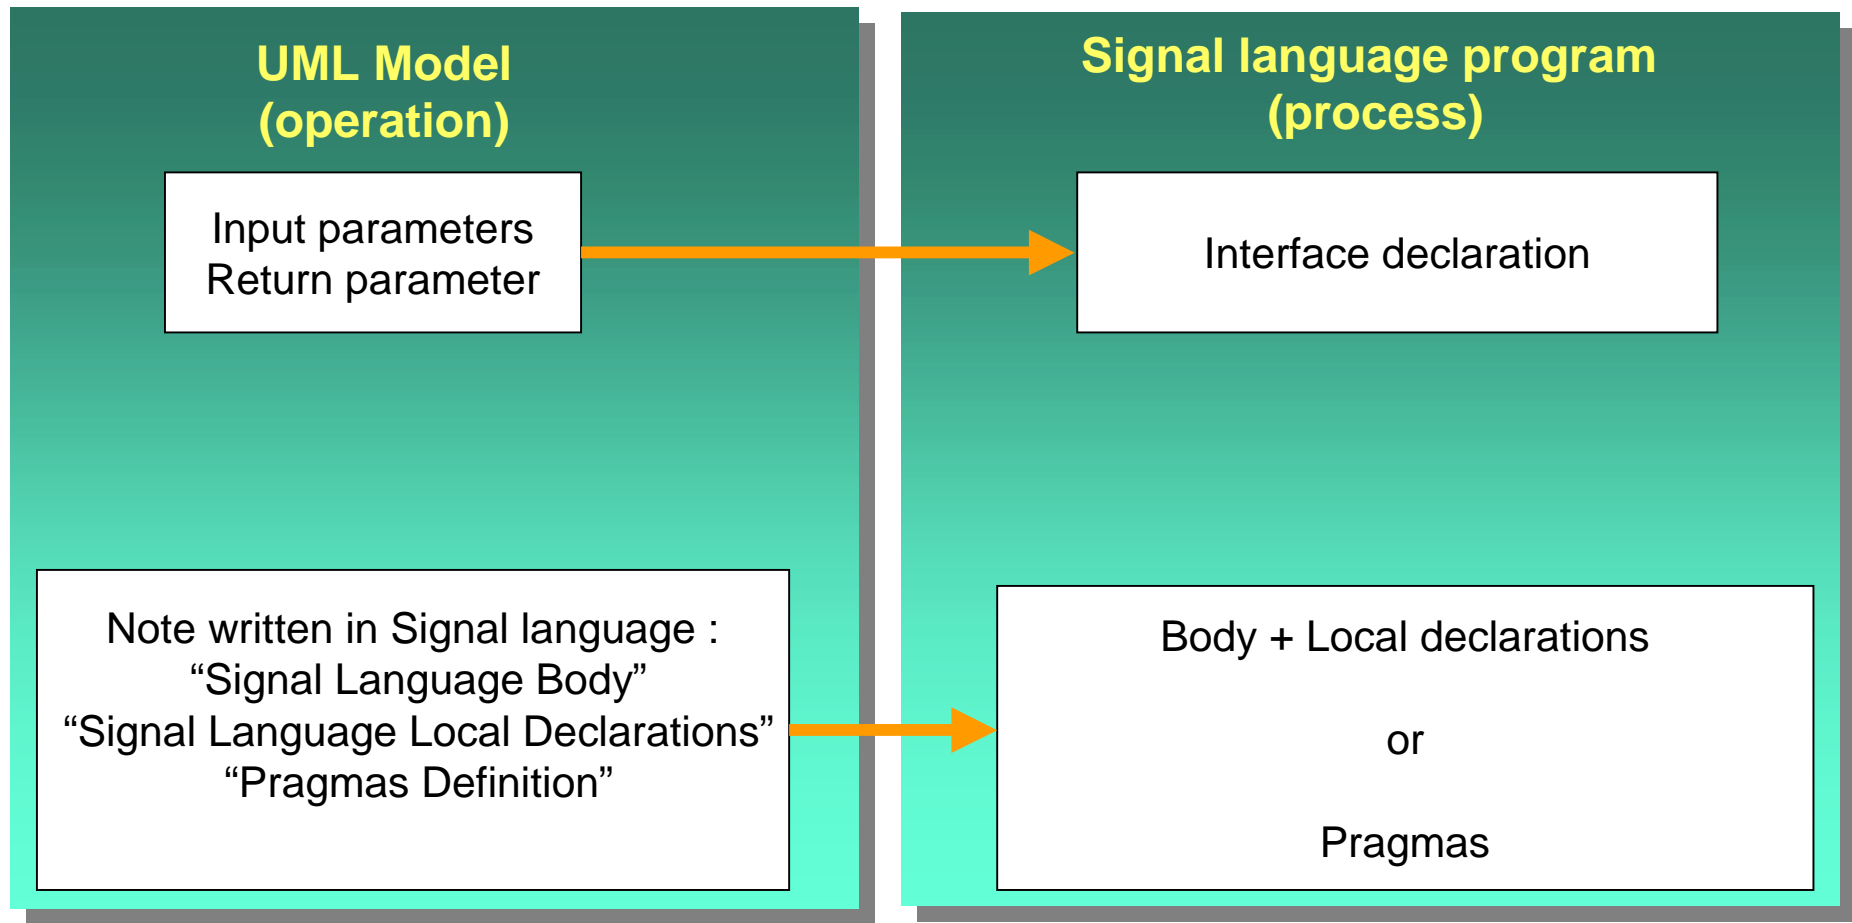 UML Model
(operation)
Input parameters
Return parameter
Note written in Signal language :
“Signal Language Body”
“Signal Language Local Declarations”
“Pragmas Definition”
Signal language program
(process)
Interface declaration
Body + Local declarations
or
Pragmas